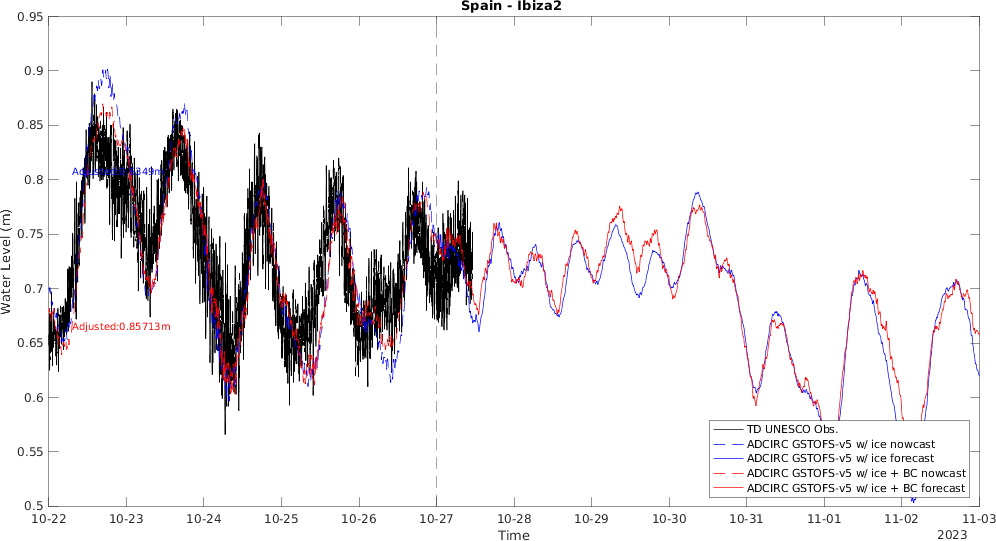 Spain - Ibiza2
0.95
0.9
0.85
0.8
0.75
0.7
0.65
0.6
0.55
0.5
Water Level (m)
Adjusted:0.85713m
TD UNESCO Obs.
ADCIRC GSTOFS-v5 w/ ice nowcast
ADCIRC GSTOFS-v5 w/ ice forecast
ADCIRC GSTOFS-v5 w/ ice + BC nowcast
ADCIRC GSTOFS-v5 w/ ice + BC forecast
10-22 10-23 10-24 10-25 10-26 10-27 10-28 10-29 10-30 10-31 11-01 11-02 11-03
Time
2023